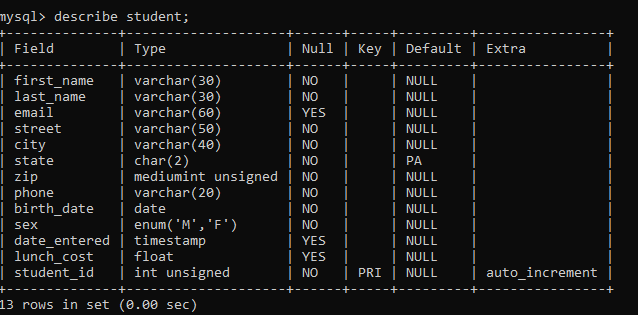 mysql> describe student;
+--------------+--------------------+------+-----+---------+----------------+
| Field        | Type               | Null | Key | Default | Extra          |
+--------------+--------------------+------+-----+---------+----------------+
| first_name   | varchar(30)        | NO   |     | NULL    |                |
| last_name    | varchar(30)        | NO   |     | NULL    |                |
| email        | varchar(60)        | YES  |     | NULL    |                |
| street       | varchar(50)        | NO   |     | NULL    |                |
| city         | varchar(40)        | NO   |     | NULL    |                |
| state        | char(2)            | NO   |     | PA      |                |
| zip          | mediumint unsigned | NO   |     | NULL    |                |
| phone        | varchar(20)        | NO   |     | NULL    |                |
| birth_date   | date               | NO   |     | NULL    |                |
| sex          | enum('M','F')      | NO   |     | NULL    |                |
| date_entered | timestamp          | YES  |     | NULL    |                |
| lunch_cost   | float              | YES  |     | NULL    |                |
| student_id   | int unsigned       | NO   | PRI | NULL    | auto_increment |
+--------------+--------------------+------+-----+---------+----------------+
13 rows in set (0.00 sec)